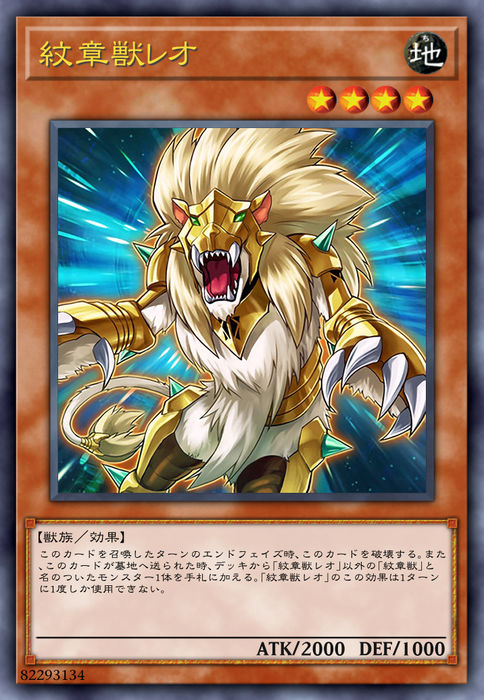 紋章獣レオ
ち
地
【獣族／効果】
このカードを召喚したターンのエンドフェイズ時、このカードを破壊する。また
、このカードが墓地へ送られた時、デッキから「紋章獣レオ」以外の「紋章獣」と
名のついたモンスター1体を手札に加える。「紋章獣レオ」のこの効果は1ターン
に1度しか使用できない。
ATK/2000 DEF/1000
82293134